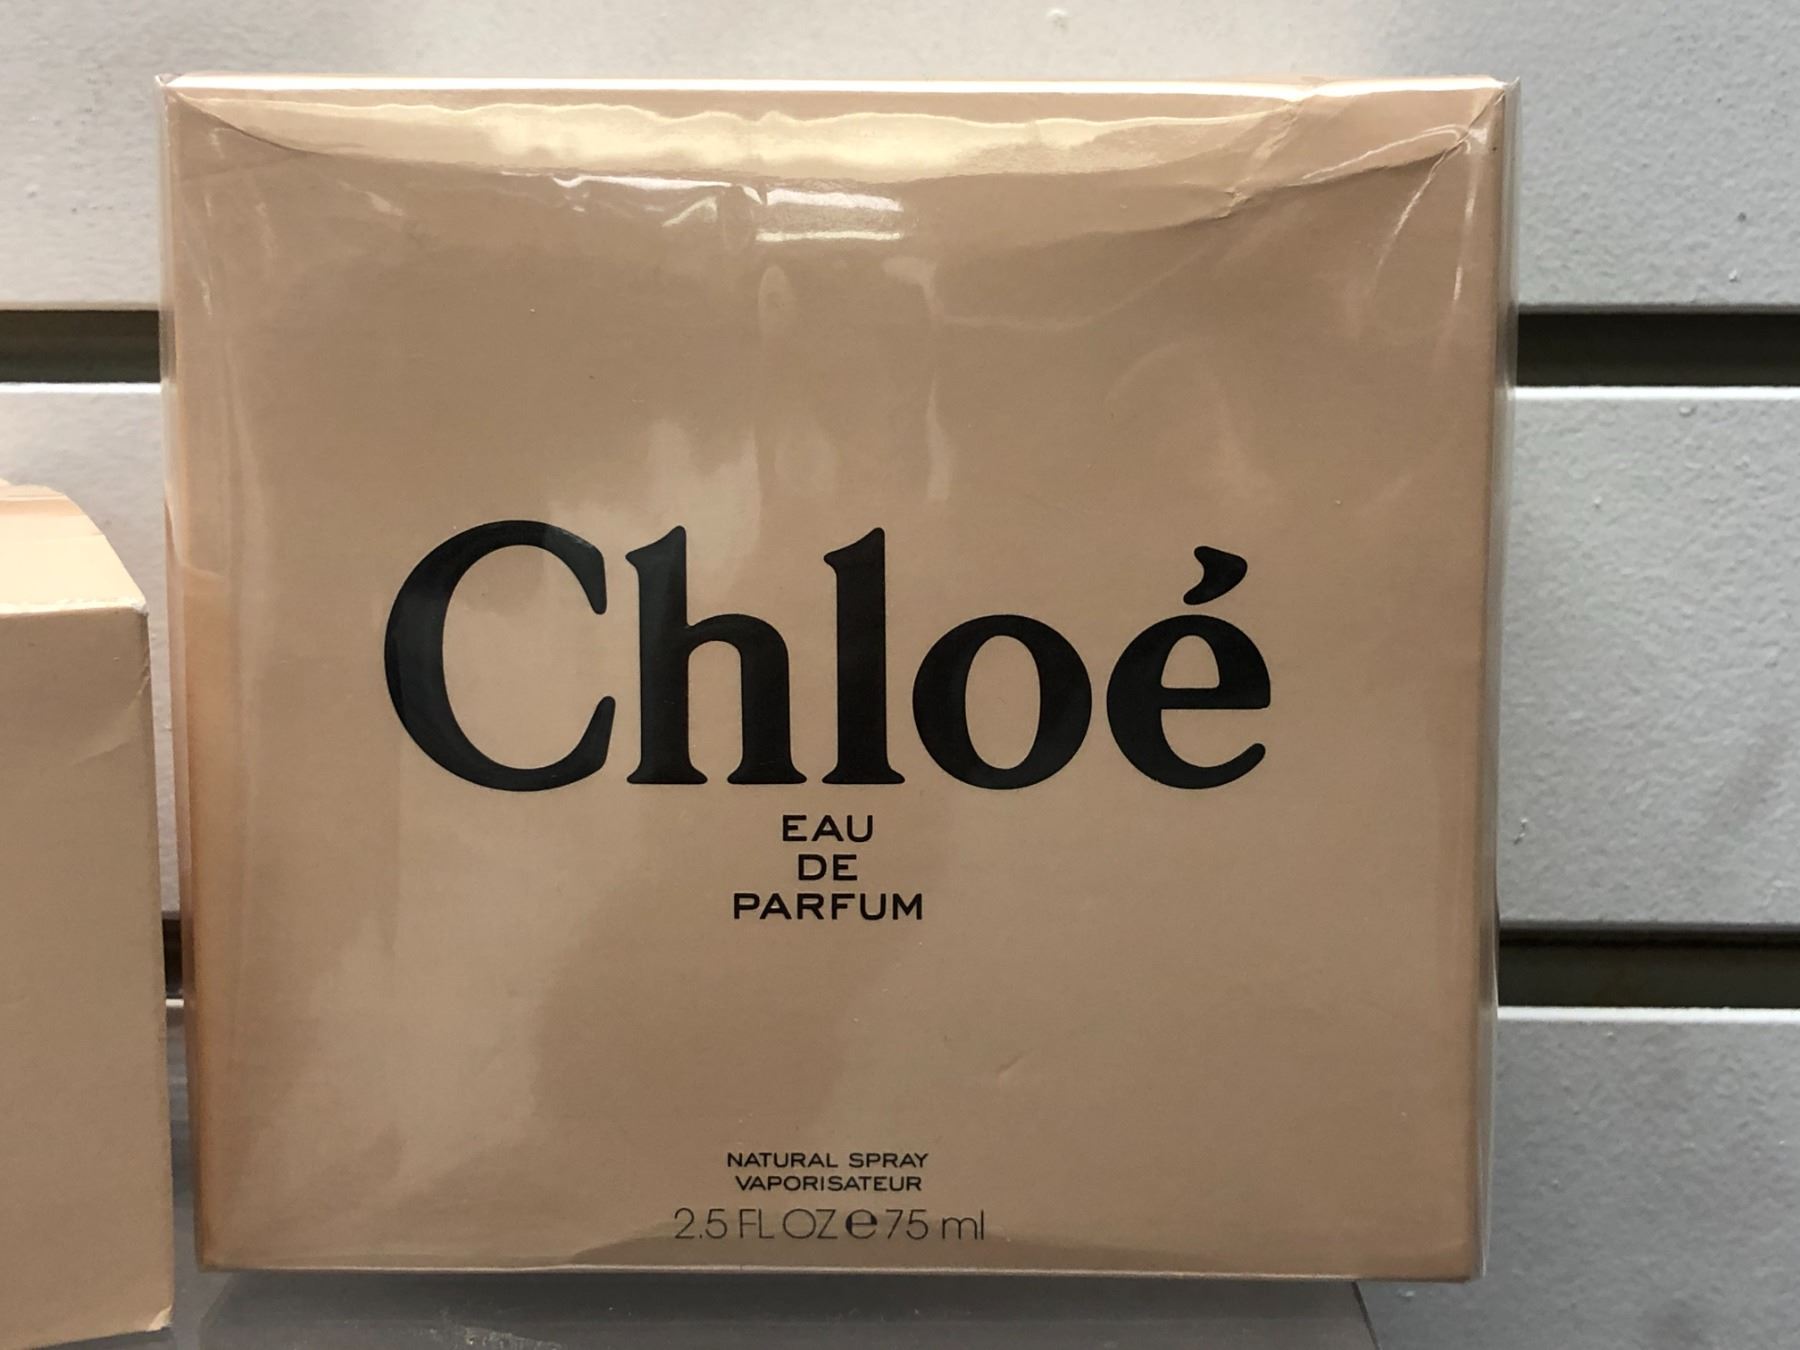 Chloé
EAU
DE
PARFUM
NATURAL SPRAY
VAPORISATEUR
2.5 FL OZ ℮ 75 ml